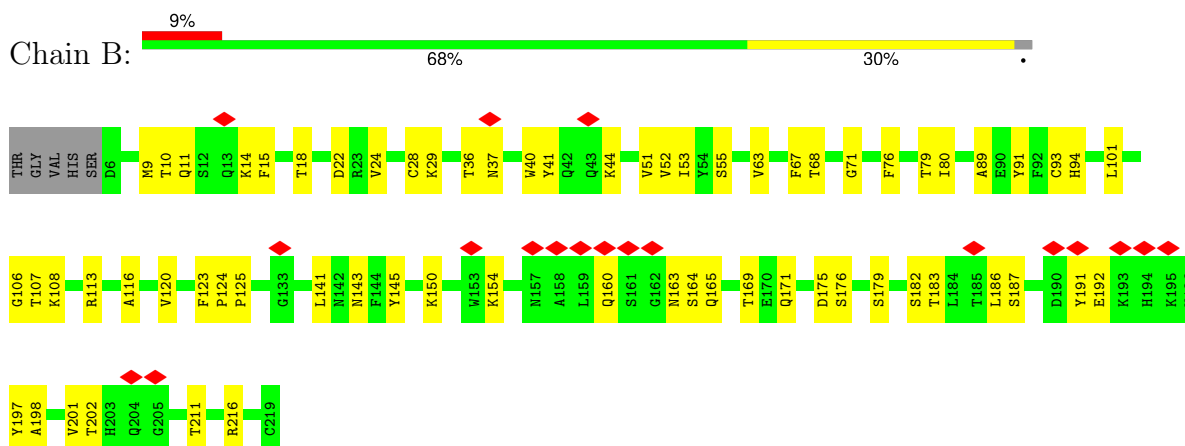 9%
Chain B:
68% 30% •
THR GLY VAL HIS SER D6 M9 T10 Q11 S12 Q13 K14 F15 T18 D22 R23 V24 C28 K29 T36 N37 W40 Y41 Q42 Q43 K44 V51 V52 I53 Y54 S55 V63 F67 T68 G71 F76 T79 I80 A89 E90 Y91 F92 C93 H94 L101
G106 T107 K108 R113 A116 V120 F123 P124 P125 G133 L141 N142 N143 F144 Y145 K150 W153 K154 N157 A158 L159 Q160 S161 G162 N163 S164 Q165 T169 E170 Q171 D175 S176 S179 S182 T183 L184 T185 L186 S187 D190 Y191 E192 K193 H194 K195
Y197 A198 V201 T202 H203 Q204 G205 T211 R216 C219